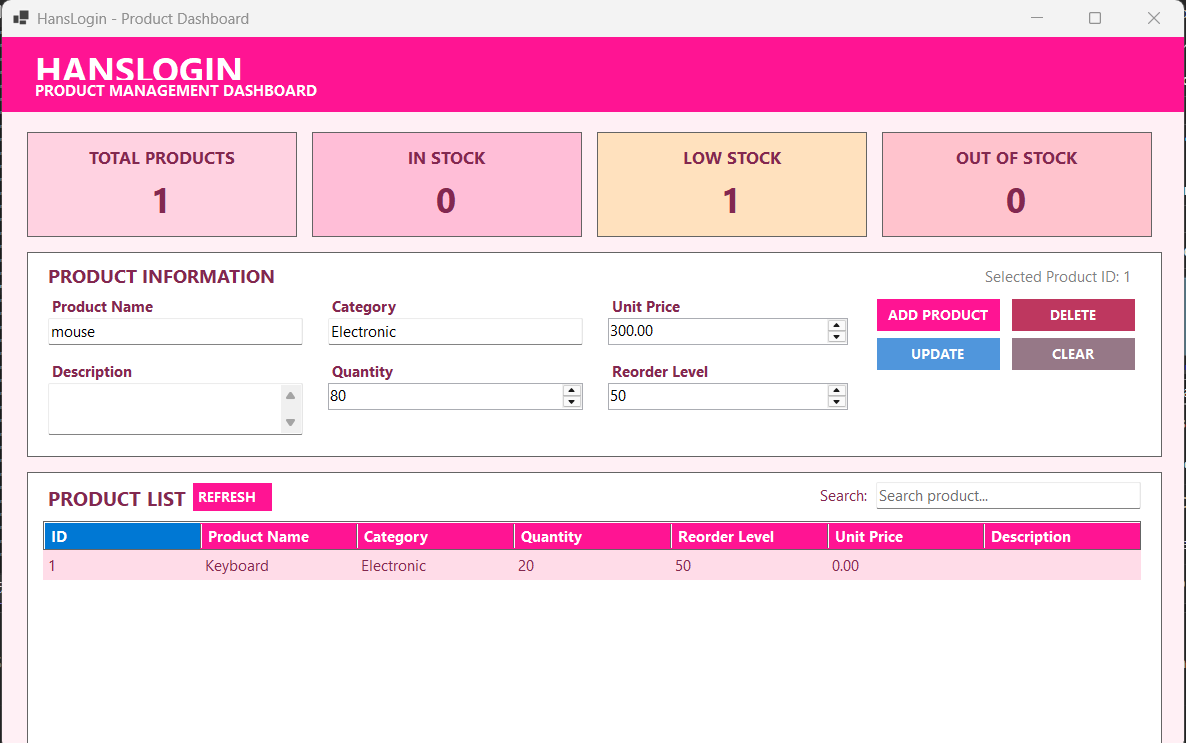 HansLogin - Product Dashboard
HANSLOGIN
PRODUCT MANAGEMENT DASHBOARD
TOTAL PRODUCTS IN STOCK LOW STOCK OUT OF STOCK
1 0 1 0
PRODUCT INFORMATION Selected Product ID: 1
Product Name Category Unit Price
mouse Electronic 300.00 ADD PRODUCT DELETE
UPDATE CLEAR
Description Quantity Reorder Level
80 50
PRODUCT LIST REFRESH Search: Search product...
ID Product Name Category Quantity Reorder Level Unit Price Description
1 Keyboard Electronic 20 50 0.00